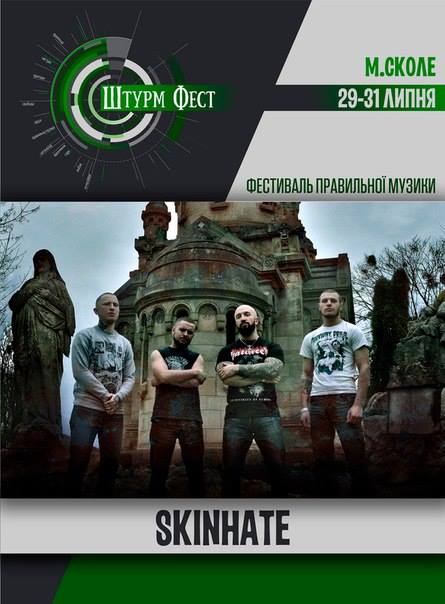 Штурм Фест
М.СКОЛЕ
29-31 ЛИПНЯ
ФЕСТИВАЛЬ ПРАВИЛЬНОЇ МУЗИКИ
SKINHATE